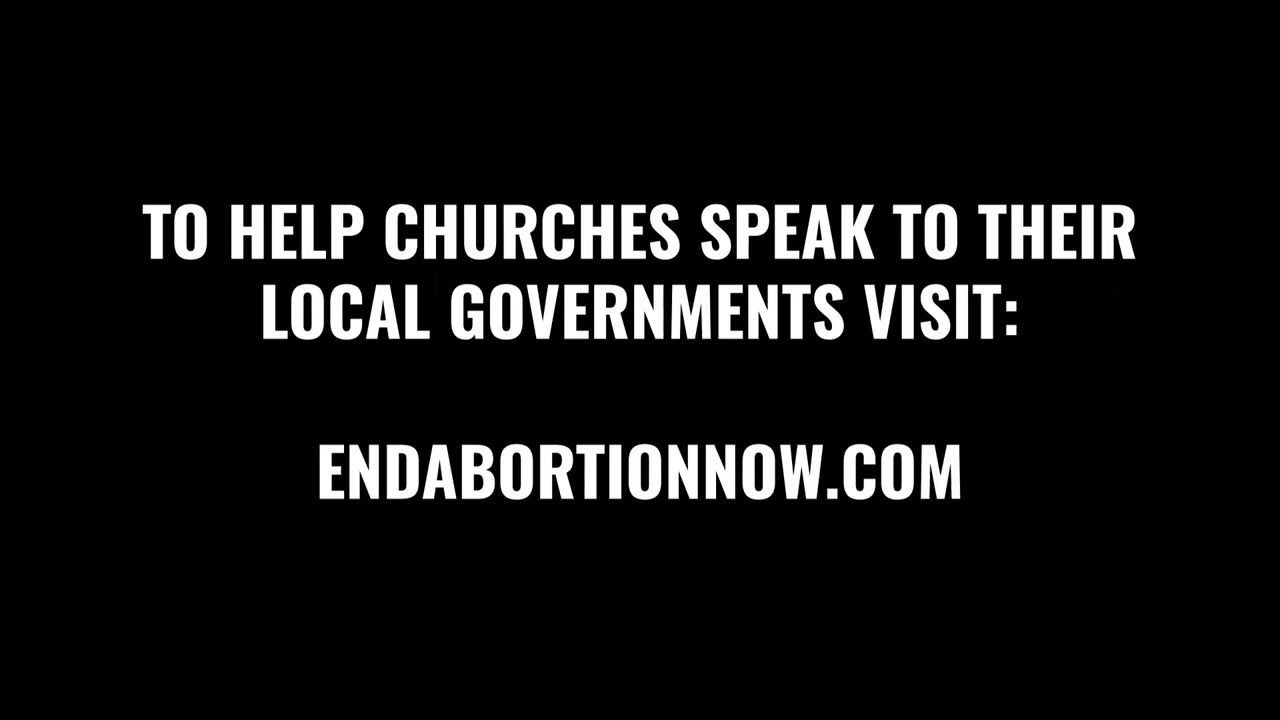 TO HELP CHURCHES SPEAK TO THEIR
LOCAL GOVERNMENTS VISIT:
ENDABORTIONNOW.COM